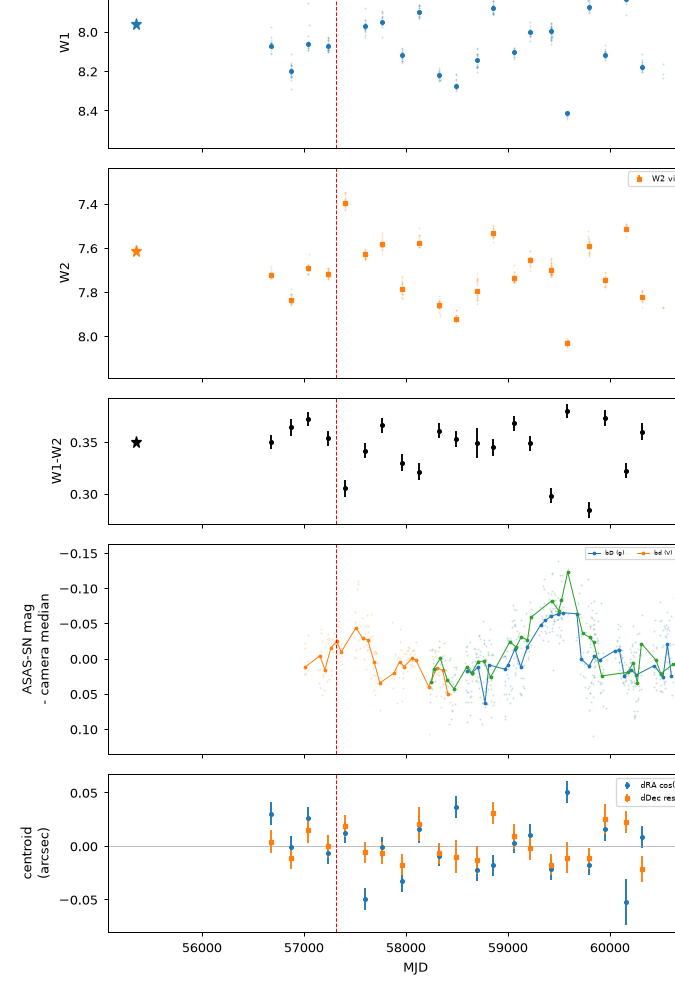 8.0
8.2
8.4
W1
7.4
7.6
7.8
8.0
W2
W2 vi
0.35
0.30
W1-W2
−0.15
−0.10
−0.05
0.00
0.05
0.10
ASAS-SN mag
- camera median
bD (g)
bd (V)
0.05
0.00
−0.05
centroid
(arcsec)
dRA cos(
dDec res
56000
57000
58000
59000
60000
MJD